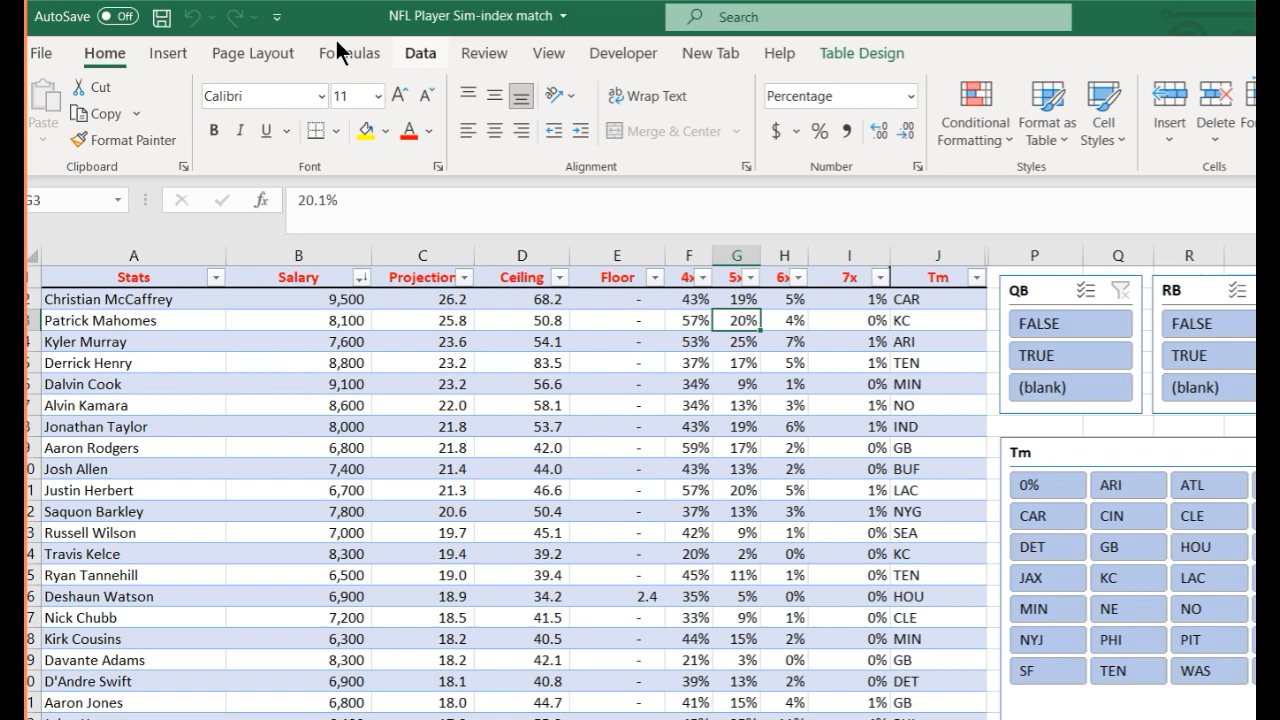 AutoSave Off NFL Player Sim-index match Search
File Home Insert Page Layout Formulas Data Review View Developer New Tab Help Table Design
Paste Cut Copy Format Painter
Calibri 11
B I U A
Wrap Text
Merge & Center
Percentage
$ % 9
Conditional Formatting
Format as Table
Cell Styles
Insert Delete
Clipboard Font Alignment Number Styles Cells
G3 fx 20.1%
A B C D E F G H I J P Q R
Stats Salary Projection Ceiling Floor 4x 5x 6x 7x Tm
Christian McCaffrey 9,500 26.2 68.2 - 43% 19% 5% 1% CAR
Patrick Mahomes 8,100 25.8 50.8 - 57% 20% 4% 0% KC
Kyler Murray 7,600 23.6 54.1 - 53% 25% 7% 1% ARI
Derrick Henry 8,800 23.2 83.5 - 37% 17% 5% 1% TEN
Dalvin Cook 9,100 23.2 56.6 - 34% 9% 1% 0% MIN
Alvin Kamara 8,600 22.0 58.1 - 34% 13% 3% 1% NO
Jonathan Taylor 8,000 21.8 53.7 - 43% 19% 6% 1% IND
Aaron Rodgers 6,800 21.8 42.0 - 59% 17% 2% 0% GB
Josh Allen 7,400 21.4 44.0 - 43% 13% 2% 0% BUF
Justin Herbert 6,700 21.3 46.6 - 57% 20% 5% 1% LAC
Saquon Barkley 7,800 20.6 50.4 - 37% 13% 3% 1% NYG
Russell Wilson 7,000 19.7 45.1 - 42% 9% 1% 0% SEA
Travis Kelce 8,300 19.4 39.2 - 20% 2% 0% 0% KC
Ryan Tannehill 6,500 19.0 39.4 - 45% 11% 1% 0% TEN
Deshaun Watson 6,900 18.9 34.2 2.4 35% 5% 0% 0% HOU
Nick Chubb 7,200 18.5 41.5 - 33% 9% 1% 0% CLE
Kirk Cousins 6,300 18.2 40.5 - 44% 15% 2% 0% MIN
Davante Adams 8,300 18.2 42.1 - 21% 3% 0% 0% GB
D'Andre Swift 6,900 18.1 40.8 - 39% 13% 2% 0% DET
Aaron Jones 6,800 18.0 44.7 - 41% 15% 4% 1% GB
QB
FALSE
TRUE
(blank)
RB
FALSE
TRUE
(blank)
Tm
0% ARI ATL
CAR CIN CLE
DET GB HOU
JAX KC LAC
MIN NE NO
NYJ PHI PIT
SF TEN WAS